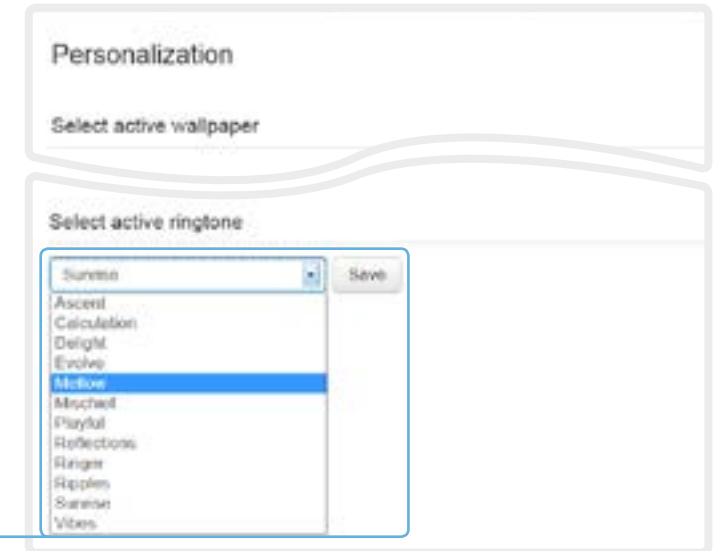 Personalization
Select active wallpaper
Select active ringtone
Sunrise
Save
Ascent
Calculation
Delight
Evolve
Mellow
Mischief
Playful
Reflections
Ringer
Ripples
Sunrise
Vibes